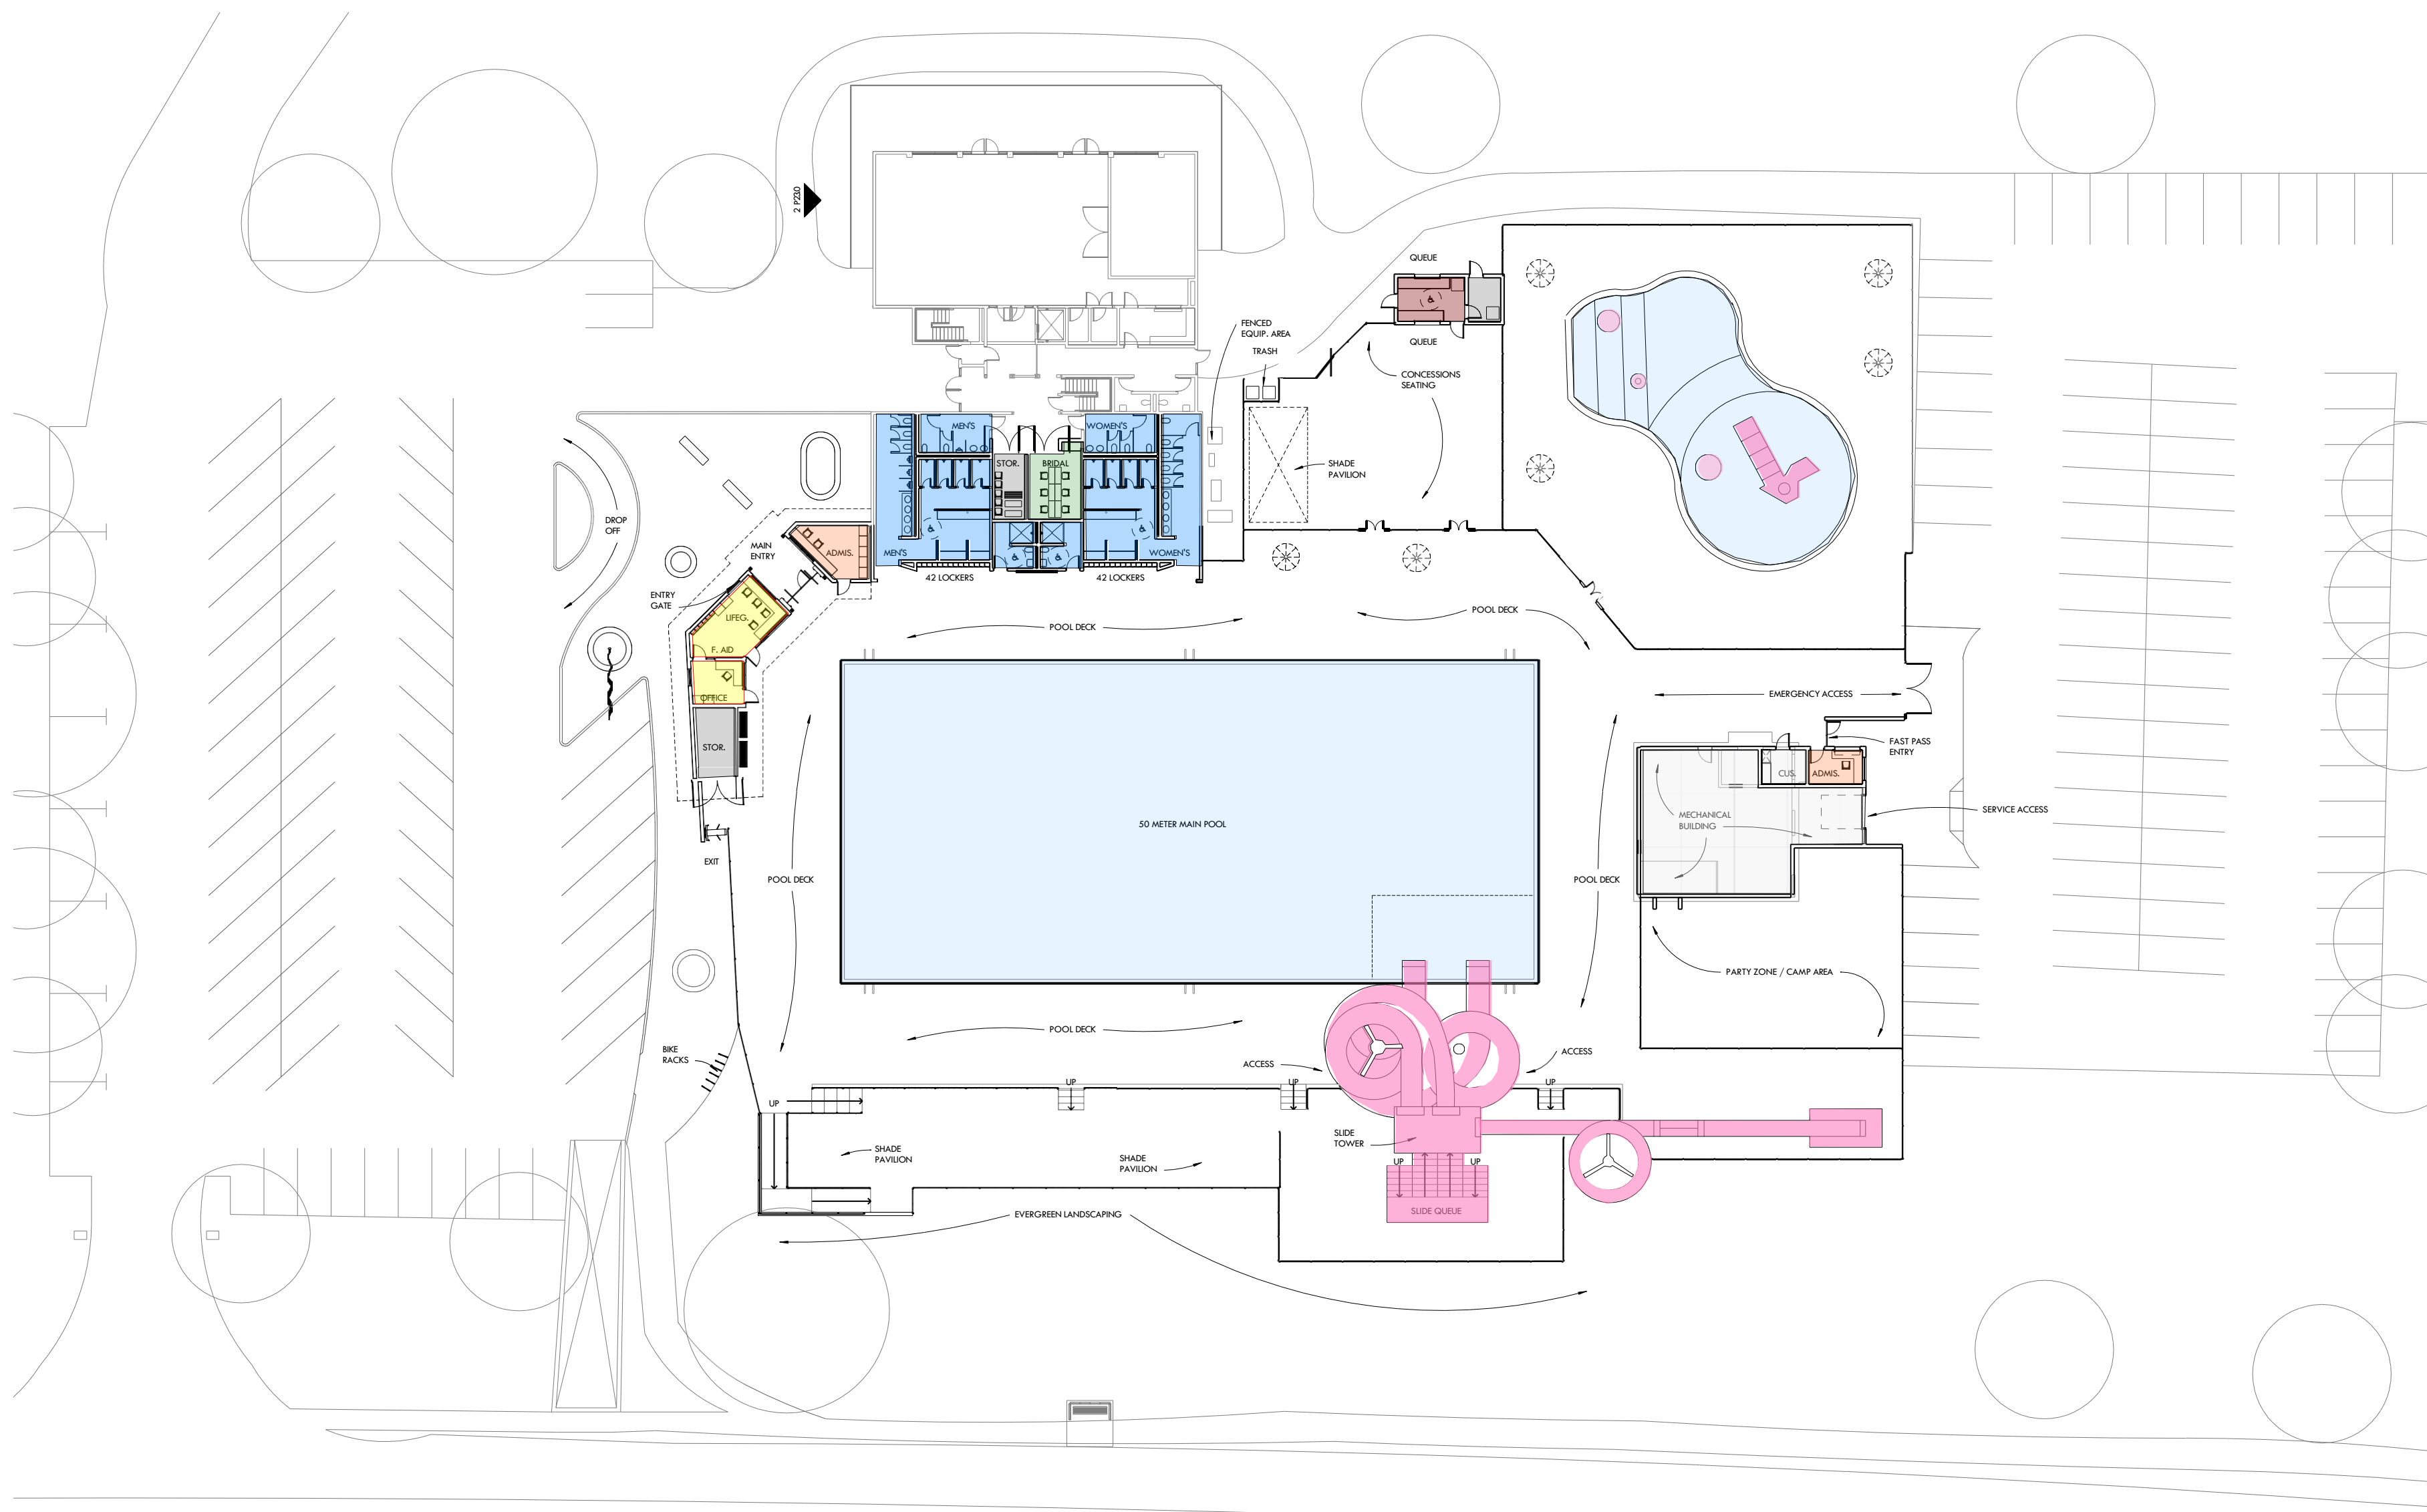 2 P230
QUEUE
FENCED
EQUIP. AREA
TRASH
QUEUE
CONCESSIONS
SEATING
MEN'S
WOMEN'S
STOR.
BRIDAL
SHADE
PAVILION
DROP
OFF
MAIN
ENTRY
ADMIS.
MEN'S
WOMEN'S
42 LOCKERS
42 LOCKERS
ENTRY
GATE
LIFEG.
F. AID
OFFICE
POOL DECK
POOL DECK
EMERGENCY ACCESS
STOR.
FAST PASS
ENTRY
CUS.
ADMIS.
SERVICE ACCESS
MECHANICAL
BUILDING
50 METER MAIN POOL
EXIT
POOL DECK
POOL DECK
PARTY ZONE / CAMP AREA
POOL DECK
BIKE
RACKS
ACCESS
ACCESS
UP
UP
UP
UP
SLIDE
TOWER
SHADE
PAVILION
SHADE
PAVILION
UP
UP
SLIDE QUEUE
EVERGREEN LANDSCAPING